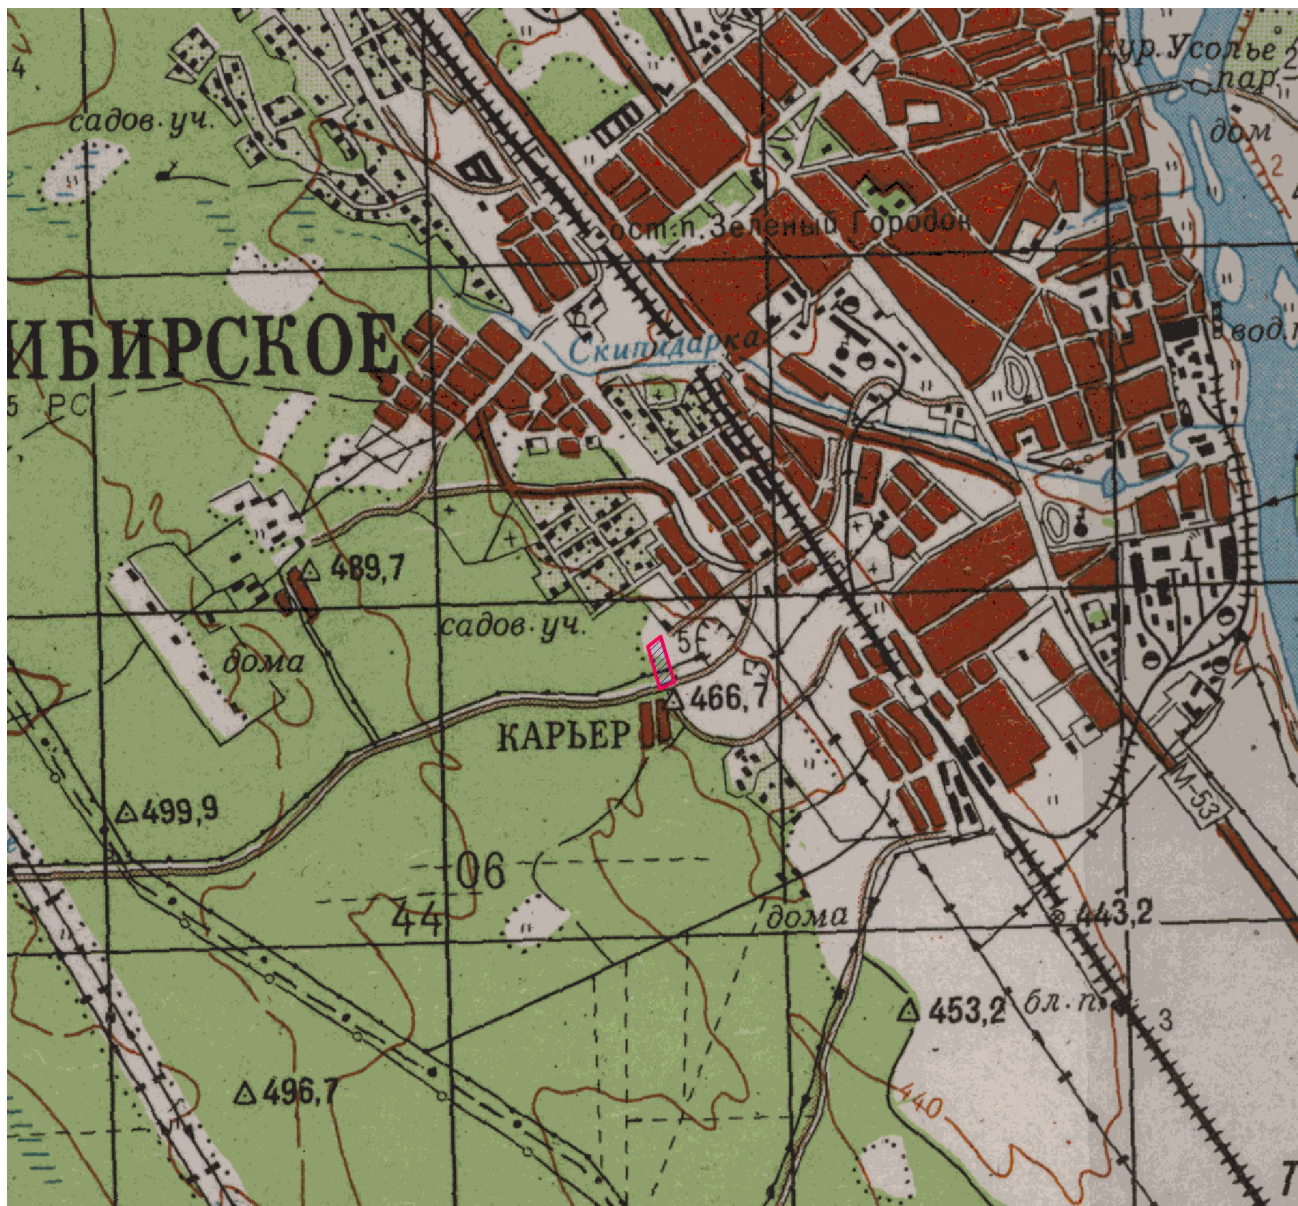 кур. Усолье
пар.
4
садов. уч.
дом
2
ост. п. Зеленый Городок
ИБИРСКОЕ
Скипидарка
вод.
5 РС
489,7
садов. уч.
5
дома
466,7
КАРЬЕР
М-53
499,9
06
44
дома
443,2
453,2
бл. п.
3
496,7
440